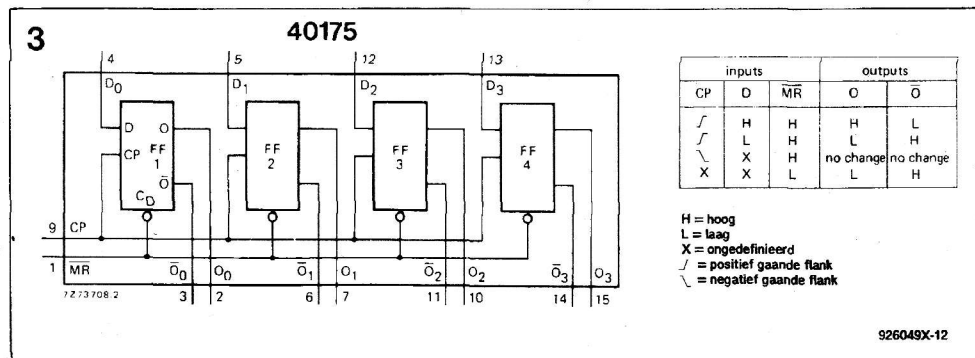 3
40175
4 5 12 13
D0 D1 D2 D3
D O
CP
FF 1
Ō
CD
FF 2
FF 3
FF 4
9 CP
1 M̅R̅
Ō0 O0 Ō1 O1 Ō2 O2 Ō3 O3
7Z73708.2
3 2 6 7 11 10 14 15
inputs outputs
CP D M̅R̅ O Ō
⌠ H H H L
⌠ L H L H
\ X H no change no change
X X L L H
H = hoog
L = laag
X = ongedefinieerd
⌠ = positief gaande flank
\ = negatief gaande flank
926049X-12